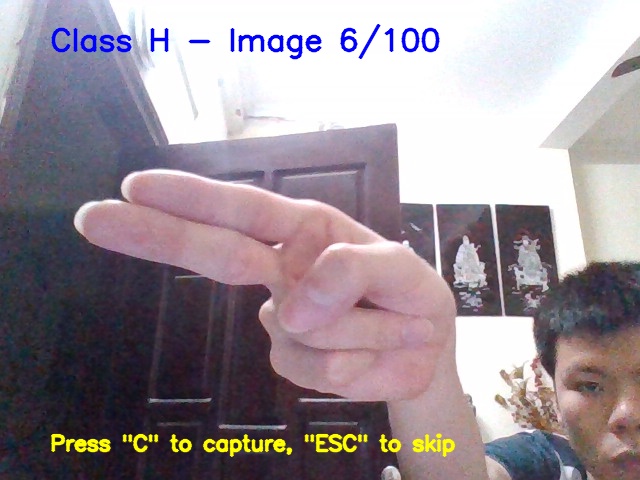 Class H - Image 6/100
Press "C" to capture, "ESC" to skip